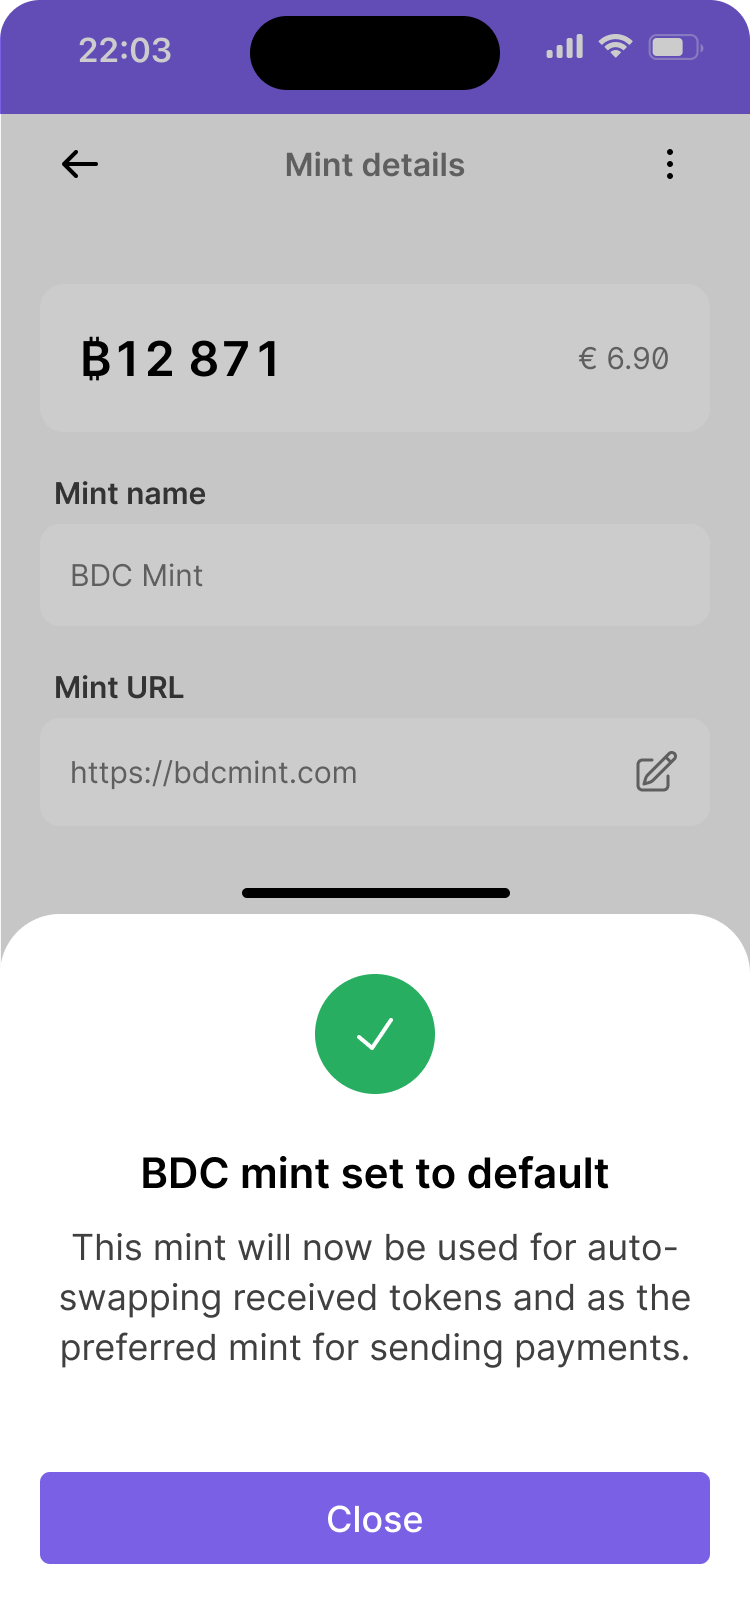 22:03
Mint details
₿12 871
€ 6.90
Mint name
BDC Mint
Mint URL
https://bdcmint.com
BDC mint set to default
This mint will now be used for auto-
swapping received tokens and as the
preferred mint for sending payments.
Close